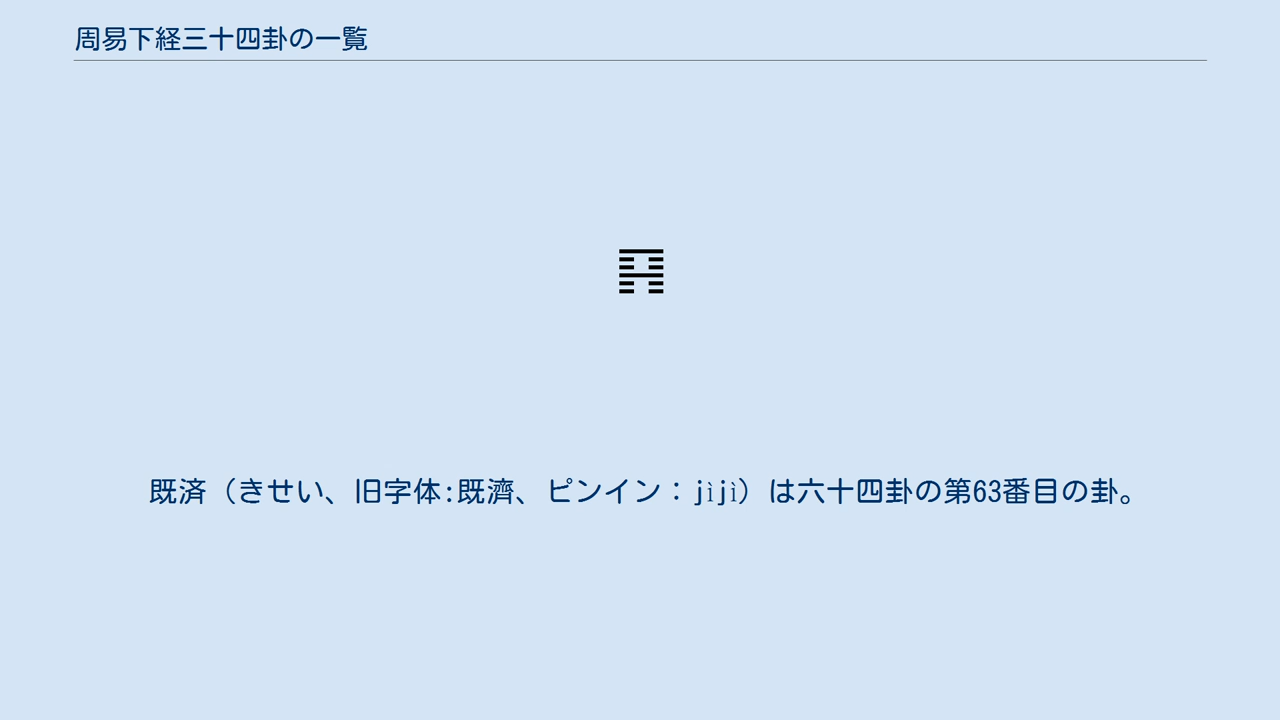 周易下経三十四卦の一覧
既済（きせい、旧字体:既濟、ピンイン：jìjì）は六十四卦の第63番目の卦。